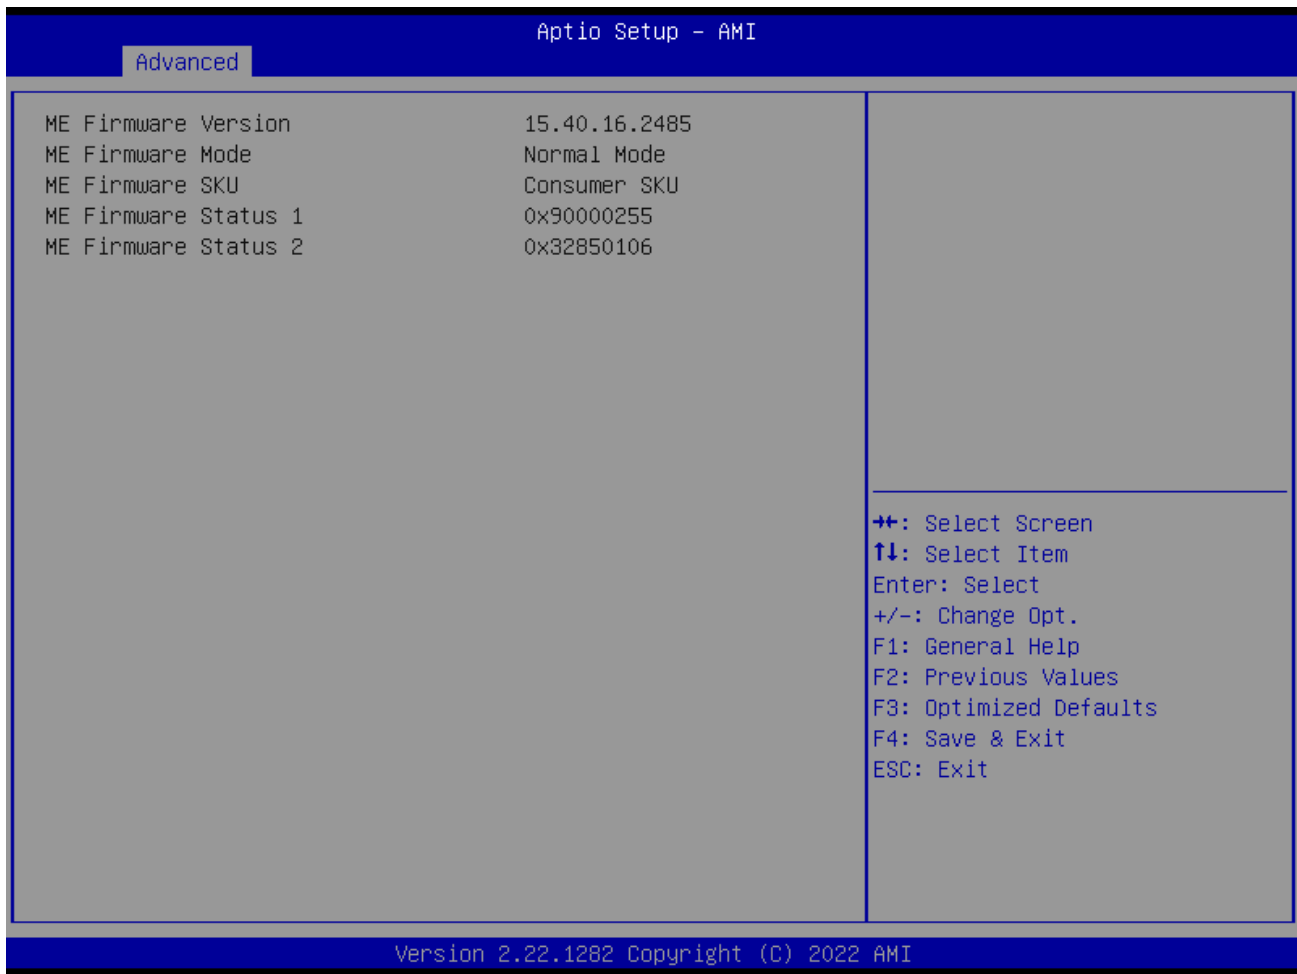 Aptio Setup - AMI
Advanced
ME Firmware Version 15.40.16.2485
ME Firmware Mode Normal Mode
ME Firmware SKU Consumer SKU
ME Firmware Status 1 0x90000255
ME Firmware Status 2 0x32850106
→←: Select Screen
↑↓: Select Item
Enter: Select
+/-: Change Opt.
F1: General Help
F2: Previous Values
F3: Optimized Defaults
F4: Save & Exit
ESC: Exit
Version 2.22.1282 Copyright (C) 2022 AMI